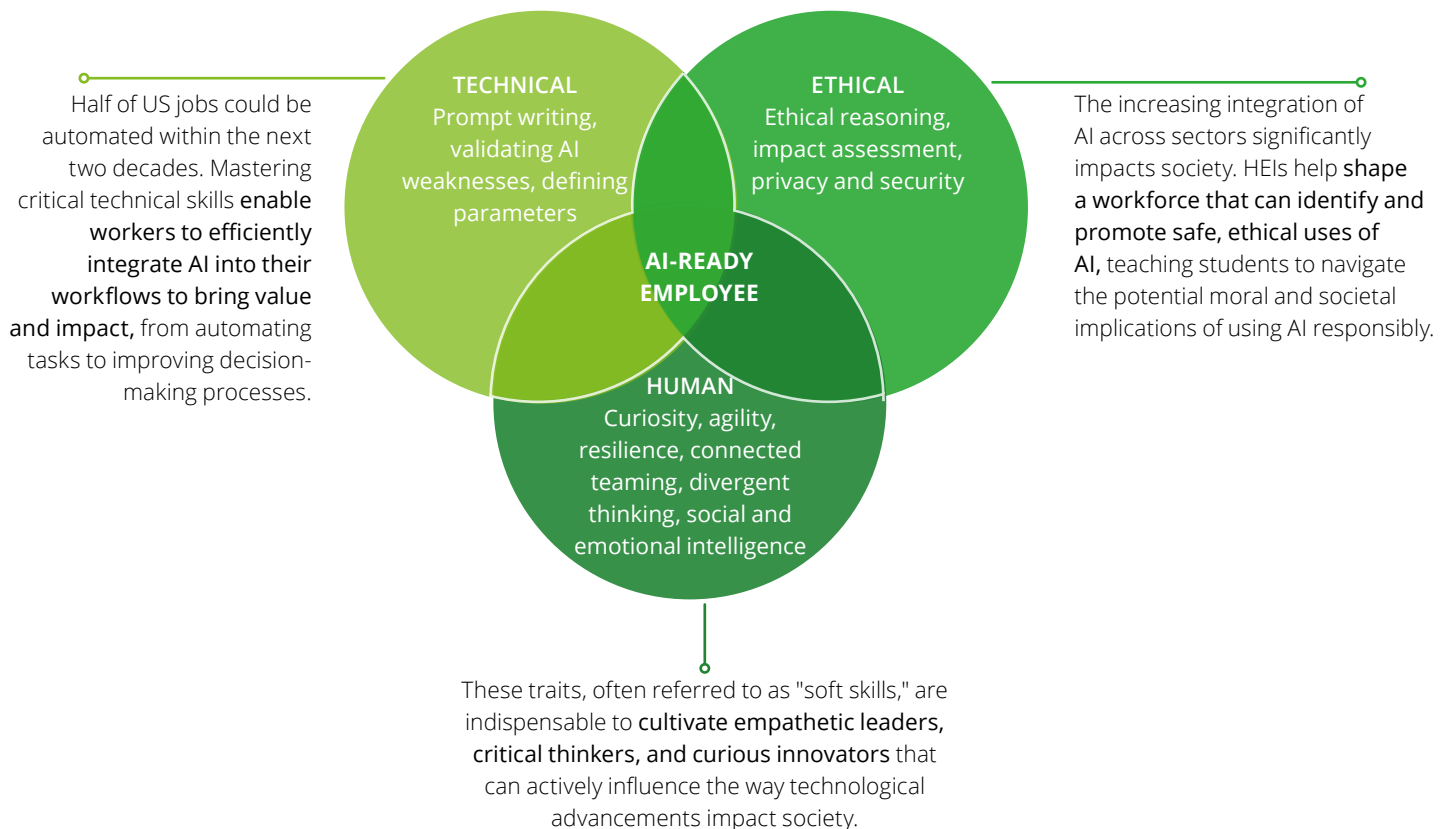 TECHNICAL
Prompt writing,
validating AI
weaknesses, defining
parameters
ETHICAL
Ethical reasoning,
impact assessment,
privacy and security
Half of US jobs could be
automated within the next
two decades. Mastering
critical technical skills enable
workers to efficiently
integrate AI into their
workflows to bring value
and impact, from automating
tasks to improving decision-
making processes.
The increasing integration of
AI across sectors significantly
impacts society. HEIs help shape
a workforce that can identify and
promote safe, ethical uses of
AI, teaching students to navigate
the potential moral and societal
implications of using AI responsibly.
AI-READY
EMPLOYEE
HUMAN
Curiosity, agility,
resilience, connected
teaming, divergent
thinking, social and
emotional intelligence
These traits, often referred to as "soft skills," are
indispensable to cultivate empathetic leaders,
critical thinkers, and curious innovators that
can actively influence the way technological
advancements impact society.